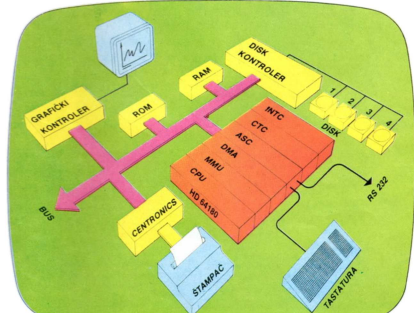 DISK
KONTROLER
RAM
GRAFIČKI
KONTROLER
ROM
1
2
3
4
DISK
INTC
CTC
ASC
DMA
MMU
CPU
HD 64180
RS 232
BUS
CENTRONICS
ŠTAMPAČ
TASTATURA